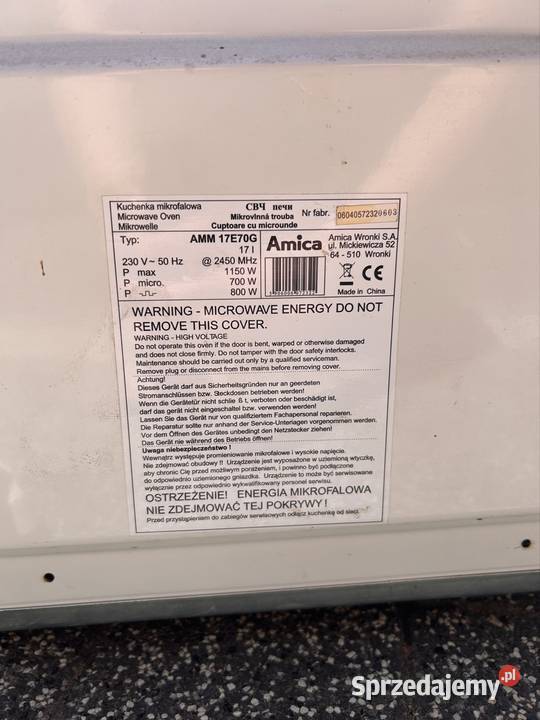 Kuchenka mikrofalowa
Microwave Oven
Mikrowelle
СВЧ печи
Mikrovlnná trouba
Cuptoare cu microunde
Nr fabr.
06040572320603
Typ: AMM 17E70G
17 l
230 V~ 50 Hz @ 2450 MHz
P max 1150 W
P micro. 700 W
P 800 W
Amica
Amica Wronki S.A.
ul. Mickiewicza 52
64 - 510 Wronki
CE
Made in China
WARNING - MICROWAVE ENERGY DO NOT
REMOVE THIS COVER.
WARNING - HIGH VOLTAGE
Do not operate this oven if the door is bent, warped or otherwise damaged
and does not close firmly. Do not tamper with the door safety interlocks.
Maintenance should be carried out only by a qualified serviceman.
Remove plug or disconnect from the mains before removing cover.
Achtung!
Dieses Gerät darf aus Sicherheitsgründen nur an geerdeten
Stromanschlüssen bzw. Steckdosen betrieben werden!
Wenn die Gerätetür nicht schließt, verboten oder beschädigt ist,
darf das gerät nicht eingeschaltet bzw. verwenden werden!
Lassen Sie das Gerät nur von qualifiziertem Fachpersonal reparieren.
Die Reparatur sollte nur anhand der Service-Unterlagen vorgenommen werden.
Vor dem Öffnen des Gerätes unbedingt den Netzstecker ziehen!
Das Gerät nie während des Betriebs öffnen!
Uwaga niebezpieczeństwo !
Wewnątrz występuje promieniowanie mikrofalowe i wysokie napięcie.
Nie zdejmować obudowy !! Urządzenie jest wyposażone w uziemioną wtyczkę,
aby chronić Cię przed możliwym porażeniem, i powinno być podłączone
do odpowiednio uziemionego gniazdka. Urządzenie to może być serwisowane
wyłącznie przez odpowiednio wykwalifikowany personel serwisu.
OSTRZEŻENIE! ENERGIA MIKROFALOWA
NIE ZDEJMOWAĆ TEJ POKRYWY !
Przed przystąpieniem do zabiegów serwisowych odłącz kuchenkę od sieci.
Sprzedajemy.pl